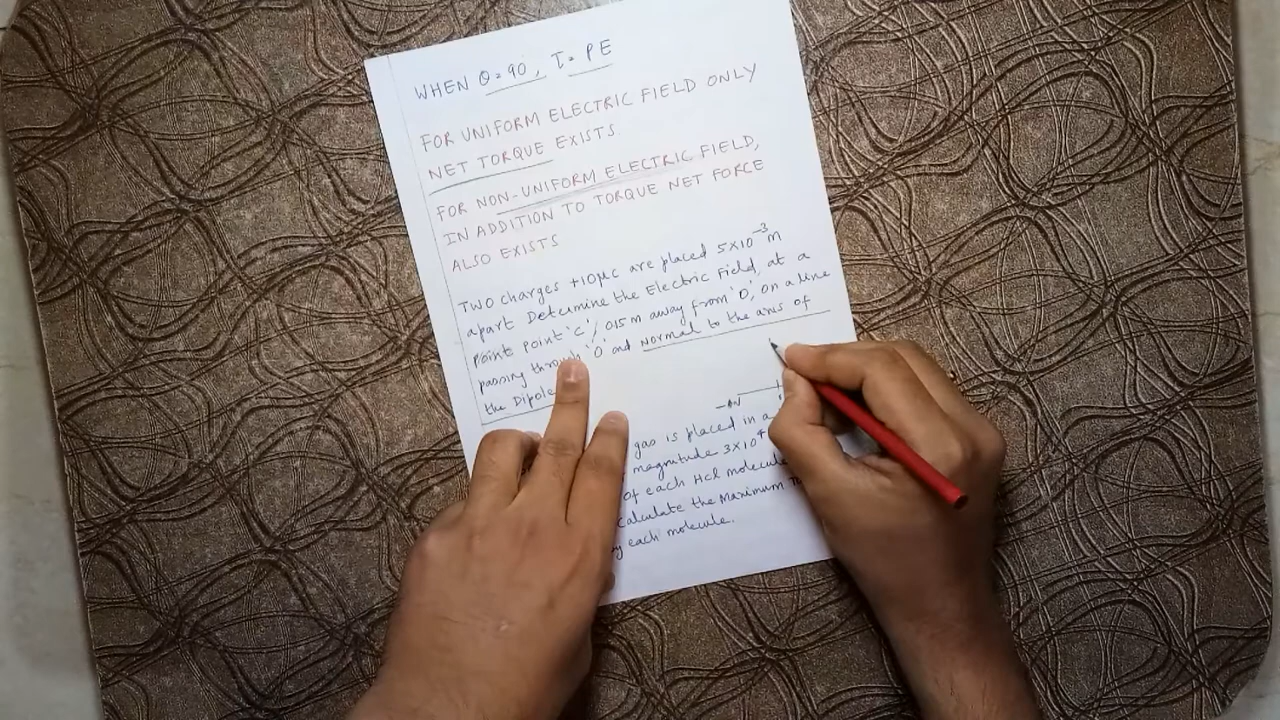 WHEN θ=90°, τ= PE
FOR UNIFORM ELECTRIC FIELD ONLY
NET TORQUE EXISTS.
FOR NON-UNIFORM ELECTRIC FIELD,
IN ADDITION TO TORQUE NET FORCE
ALSO EXISTS
Two charges +10μc are placed 5×10⁻³m
apart Determine the Electric Field, at a
point point 'C', 015 m away from 'O', on a line
passing through 'O' and normal to the axis of
the Dipole
gas is placed in a
magnitude 3×10⁴
of each Hcl molecule
calculate the Maximum
each molecule.